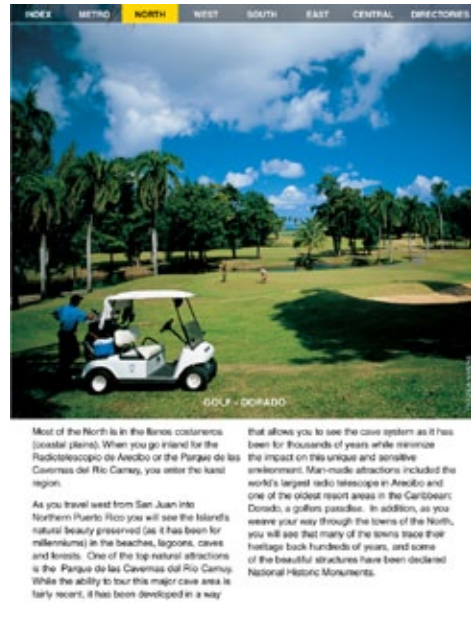 INDEX METRO NORTH WEST SOUTH EAST CENTRAL DIRECTORIES
GOLF - DORADO
Most of the North is in the llanos costaneros
(coastal plains). When you go inland for the
Radiotelescopio de Arecibo or the Parque de las
Cavernas del Río Camuy, you enter the karst
region.
As you travel west from San Juan into
Northern Puerto Rico you will see the Island's
natural beauty preserved (as it has been for
millenniums) in the beaches, lagoons, caves
and forests. One of the top natural attractions
is the Parque de las Cavernas del Río Camuy.
While the ability to tour this major cave area is
fairly recent, it has been developed in a way
that allows you to see the cave system as it has
been for thousands of years while minimize
the impact on this unique and sensitive
environment. Man-made attractions included the
world's largest radio telescope in Arecibo and
one of the oldest resort areas in the Caribbean:
Dorado, a golfers paradise. In addition, as you
weave your way through the towns of the North,
you will see that many of the towns trace their
heritage back hundreds of years, and some
of the beautiful structures have been declared
National Historic Monuments.